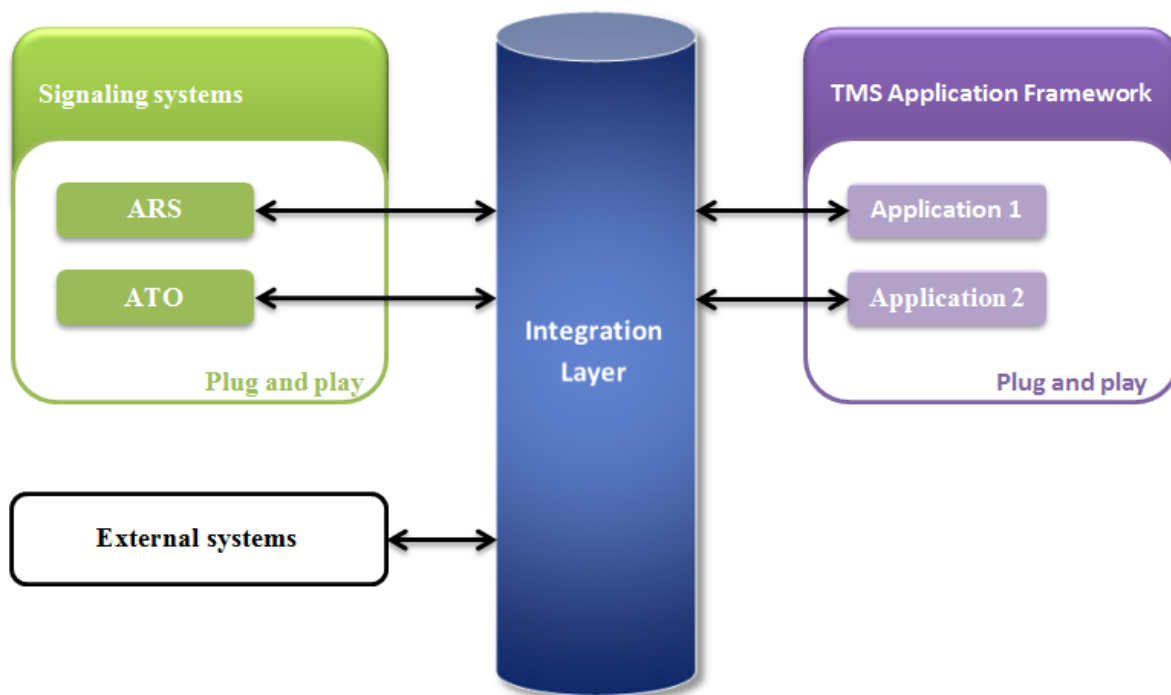 Signaling systems
ARS
ATO
Plug and play
External systems
Integration
Layer
TMS Application Framework
Application 1
Application 2
Plug and play